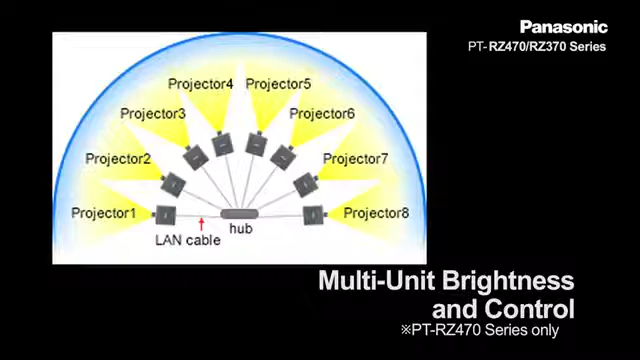 Panasonic
PT-RZ470/RZ370 Series
Projector4
Projector5
Projector3
Projector6
Projector2
Projector7
Projector1
Projector8
hub
LAN cable
Multi-Unit Brightness
and Control
※PT-RZ470 Series only